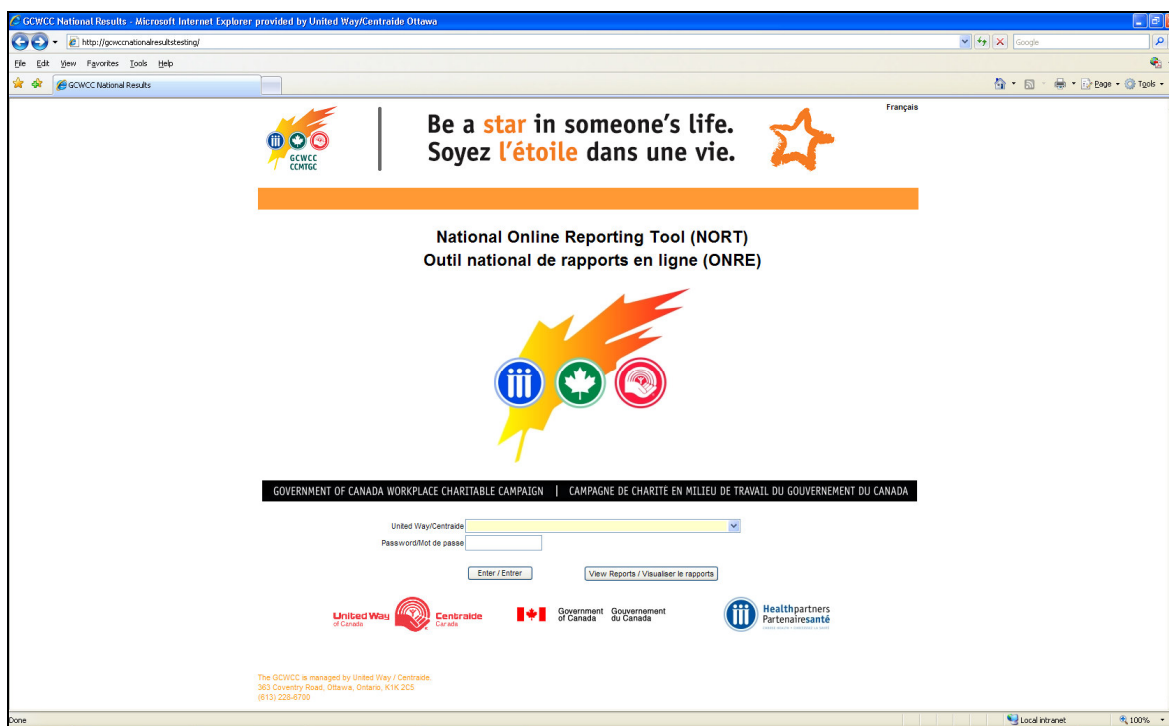 GCWCC National Results - Microsoft Internet Explorer provided by United Way/Centraide Ottawa
http://gcwccnationalresultstesting/
Google
File Edit View Favorites Tools Help
GCWCC National Results
Page Tools
Français
GCWCC
CCMTGC
Be a star in someone's life.
Soyez l'étoile dans une vie.
National Online Reporting Tool (NORT)
Outil national de rapports en ligne (ONRE)
GOVERNMENT OF CANADA WORKPLACE CHARITABLE CAMPAIGN | CAMPAGNE DE CHARITÉ EN MILIEU DE TRAVAIL DU GOUVERNEMENT DU CANADA
United Way/Centraide
Password/Mot de passe
Enter / Entrer
View Reports / Visualiser le rapports
United Way
of Canada
Centraide
Canada
Government of Canada
Gouvernement du Canada
Healthpartners
Partenairesanté
The GCWCC is managed by United Way / Centraide.
363 Coventry Road, Ottawa, Ontario, K1K 2C5
(613) 228-6700
Done
Local intranet
100%